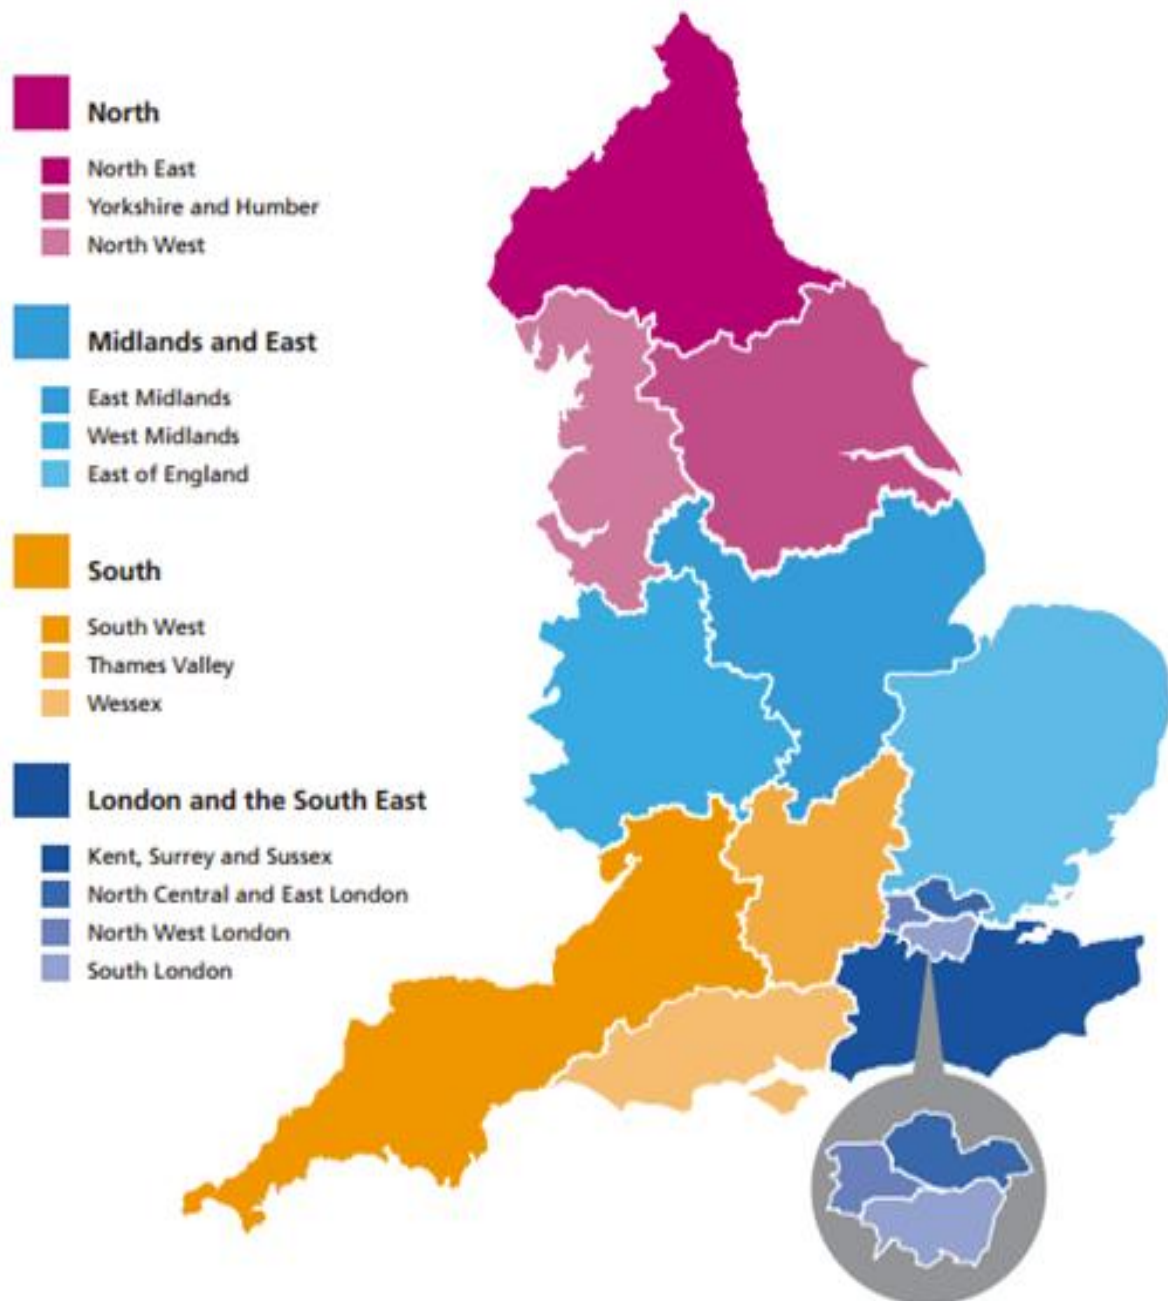 North
North East
Yorkshire and Humber
North West
Midlands and East
East Midlands
West Midlands
East of England
South
South West
Thames Valley
Wessex
London and the South East
Kent, Surrey and Sussex
North Central and East London
North West London
South London